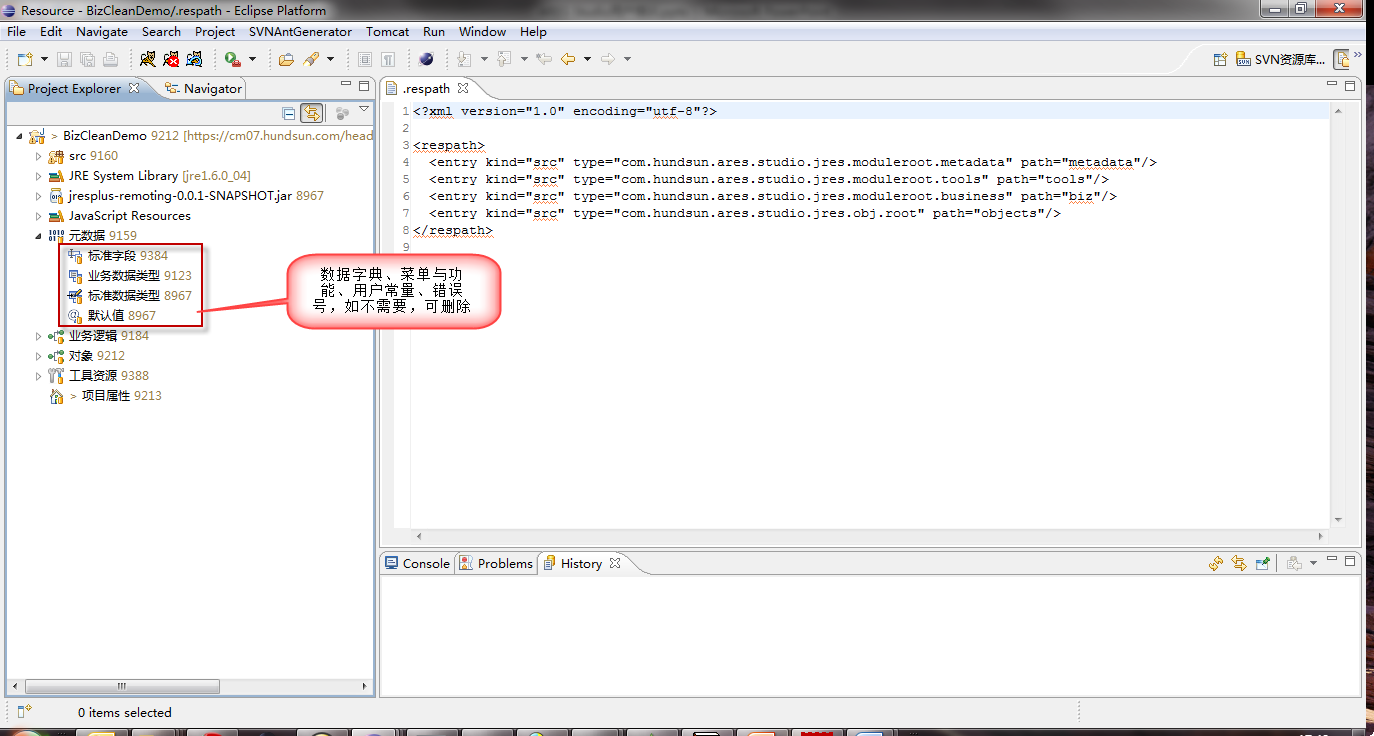 Resource - BizCleanDemo/.respath - Eclipse Platform
File Edit Navigate Search Project SVNAntGenerator Tomcat Run Window Help
SVN资源库...
Project Explorer
Navigator
.respath
BizCleanDemo 9212 [https://cm07.hundsun.com/head
src 9160
JRE System Library [jre1.6.0_04]
jresplus-remoting-0.0.1-SNAPSHOT.jar 8967
JavaScript Resources
元数据 9159
标准字段 9384
业务数据类型 9123
标准数据类型 8967
默认值 8967
业务逻辑 9184
对象 9212
工具资源 9388
> 项目属性 9213
数据字典、菜单与功
能、用户常量、错误
号，如不需要，可删除
1 <?xml version="1.0" encoding="utf-8"?>
2
3 <respath>
4 <entry kind="src" type="com.hundsun.ares.studio.jres.moduleroot.metadata" path="metadata"/>
5 <entry kind="src" type="com.hundsun.ares.studio.jres.moduleroot.tools" path="tools"/>
6 <entry kind="src" type="com.hundsun.ares.studio.jres.moduleroot.business" path="biz"/>
7 <entry kind="src" type="com.hundsun.ares.studio.jres.obj.root" path="objects"/>
8 </respath>
9
Console
Problems
History
0 items selected